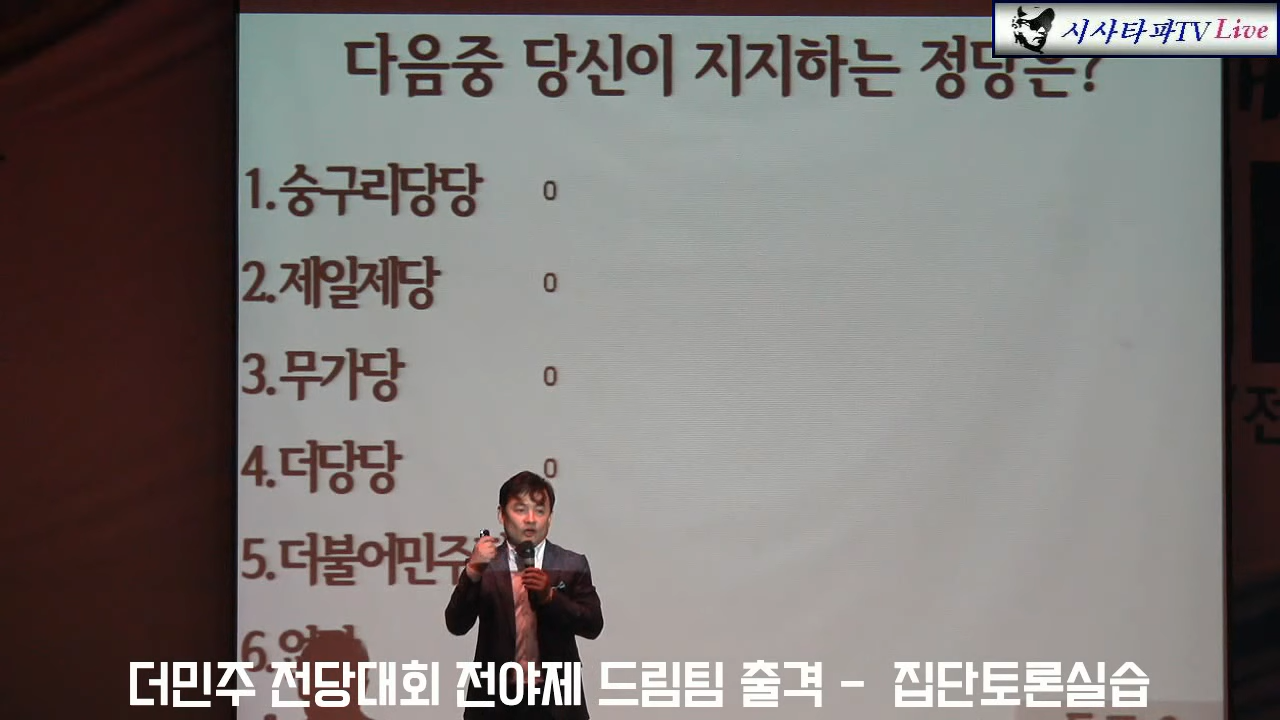 시사타파TV Live
다음중 당신이 지지하는 정당은?
1. 숭구리당당 0
2. 제일제당 0
3. 무가당 0
4. 더당당 0
5. 더불어민주
6.
더민주 전당대회 전야제 드림팀 출격 - 집단토론실습